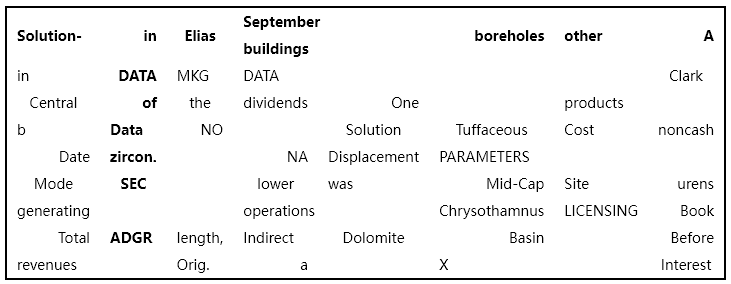 Solution- in Elias September buildings boreholes other A
in DATA MKG DATA Clark
Central of the dividends One products
b Data NO Solution Tuffaceous Cost noncash
Date zircon. NA Displacement PARAMETERS
Mode SEC lower was Mid-Cap Site urens
generating operations Chrysothamnus LICENSING Book
Total ADGR length, Indirect Dolomite Basin Before
revenues Orig. a X Interest